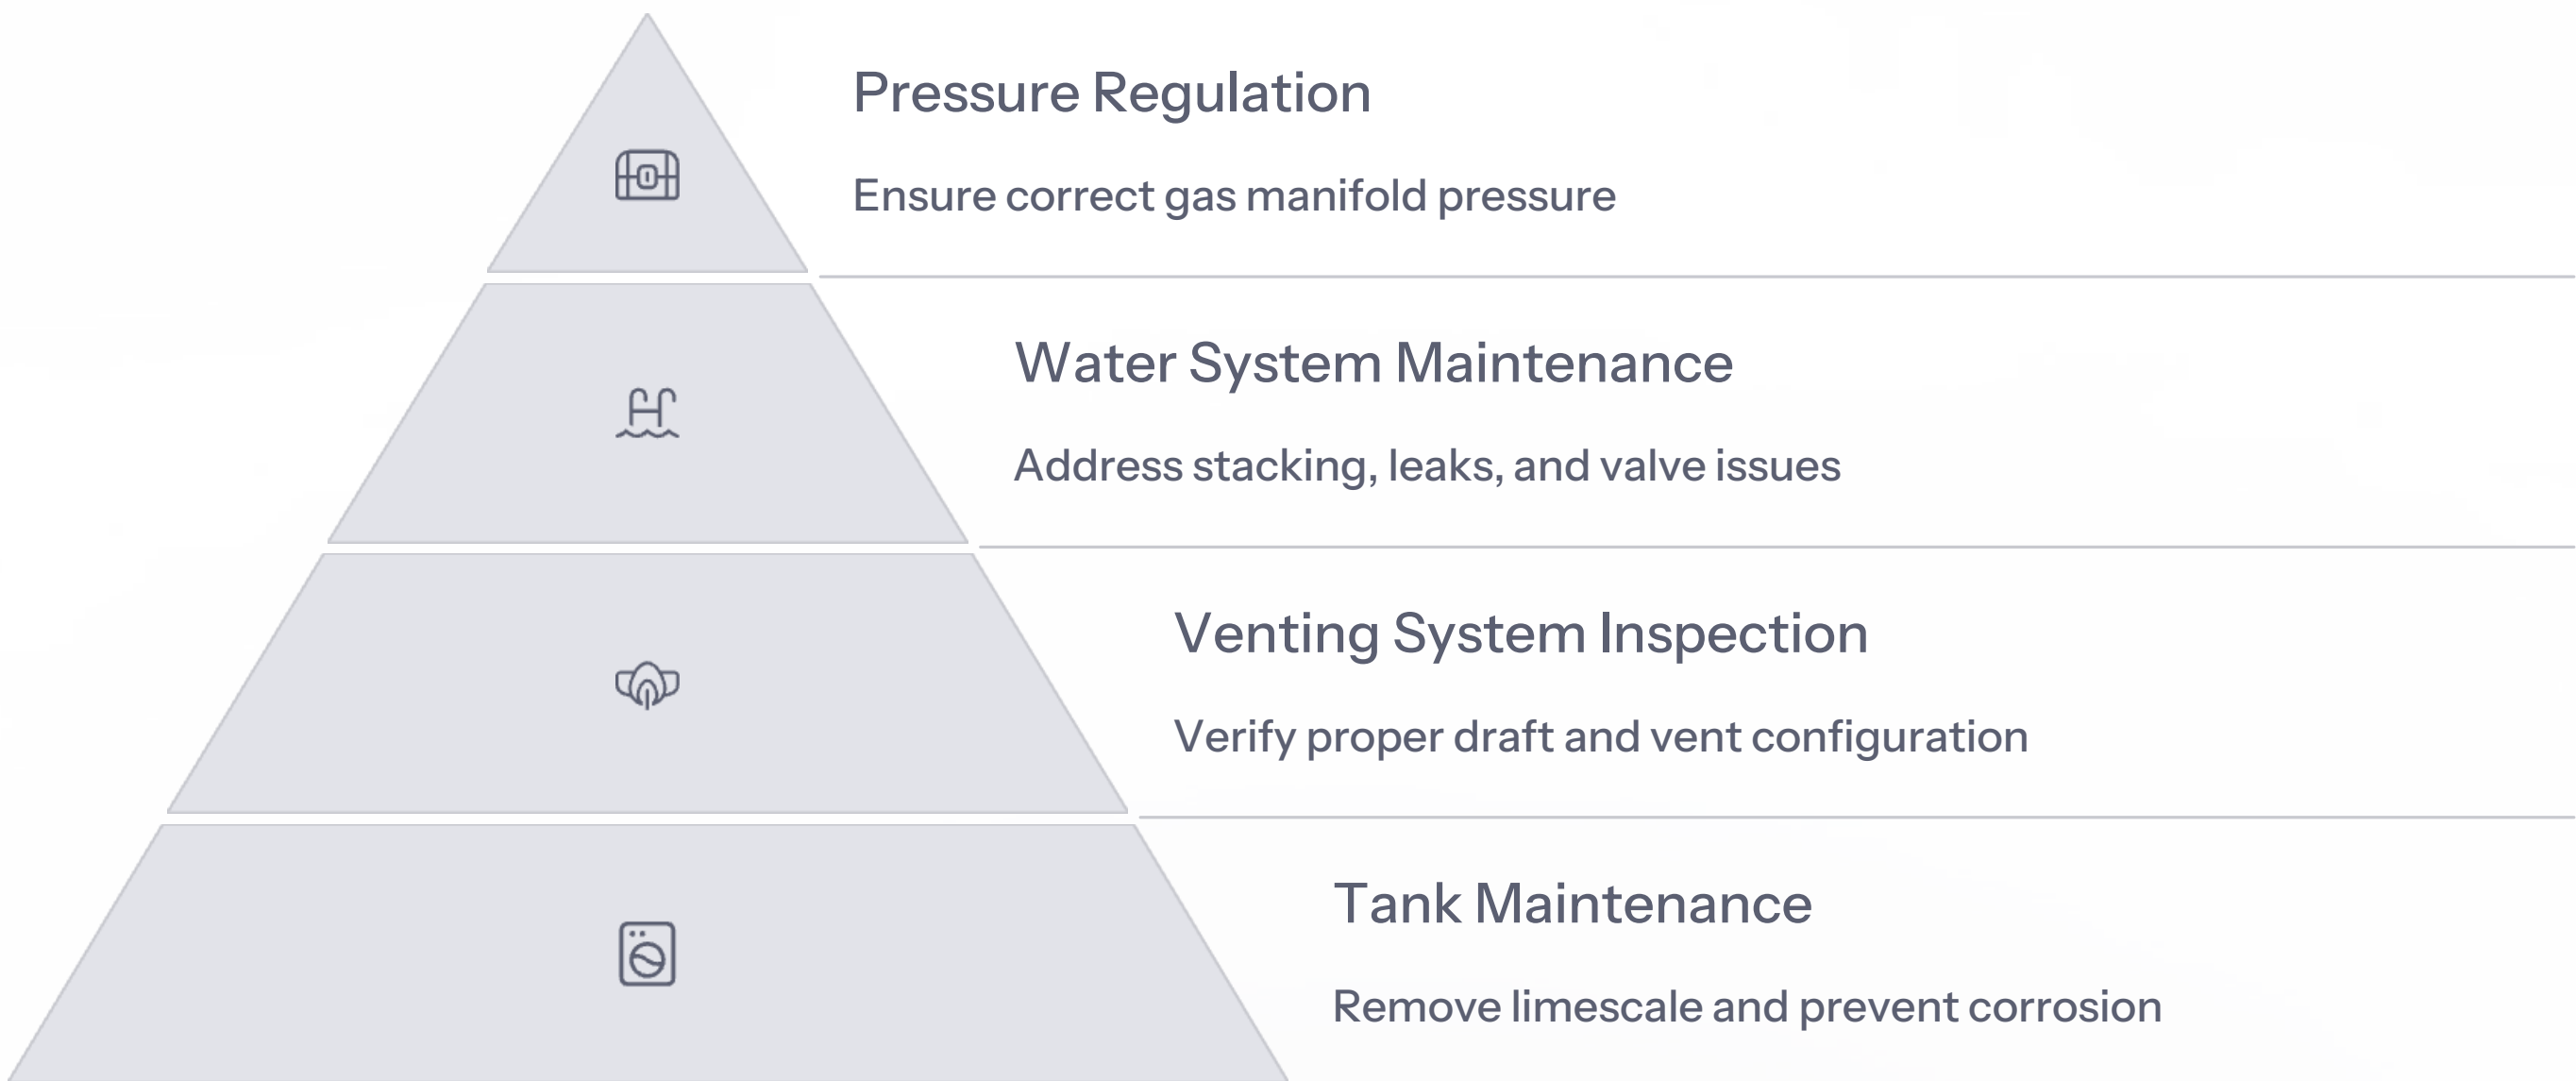 Pressure Regulation
Ensure correct gas manifold pressure
Water System Maintenance
Address stacking, leaks, and valve issues
Venting System Inspection
Verify proper draft and vent configuration
Tank Maintenance
Remove limescale and prevent corrosion